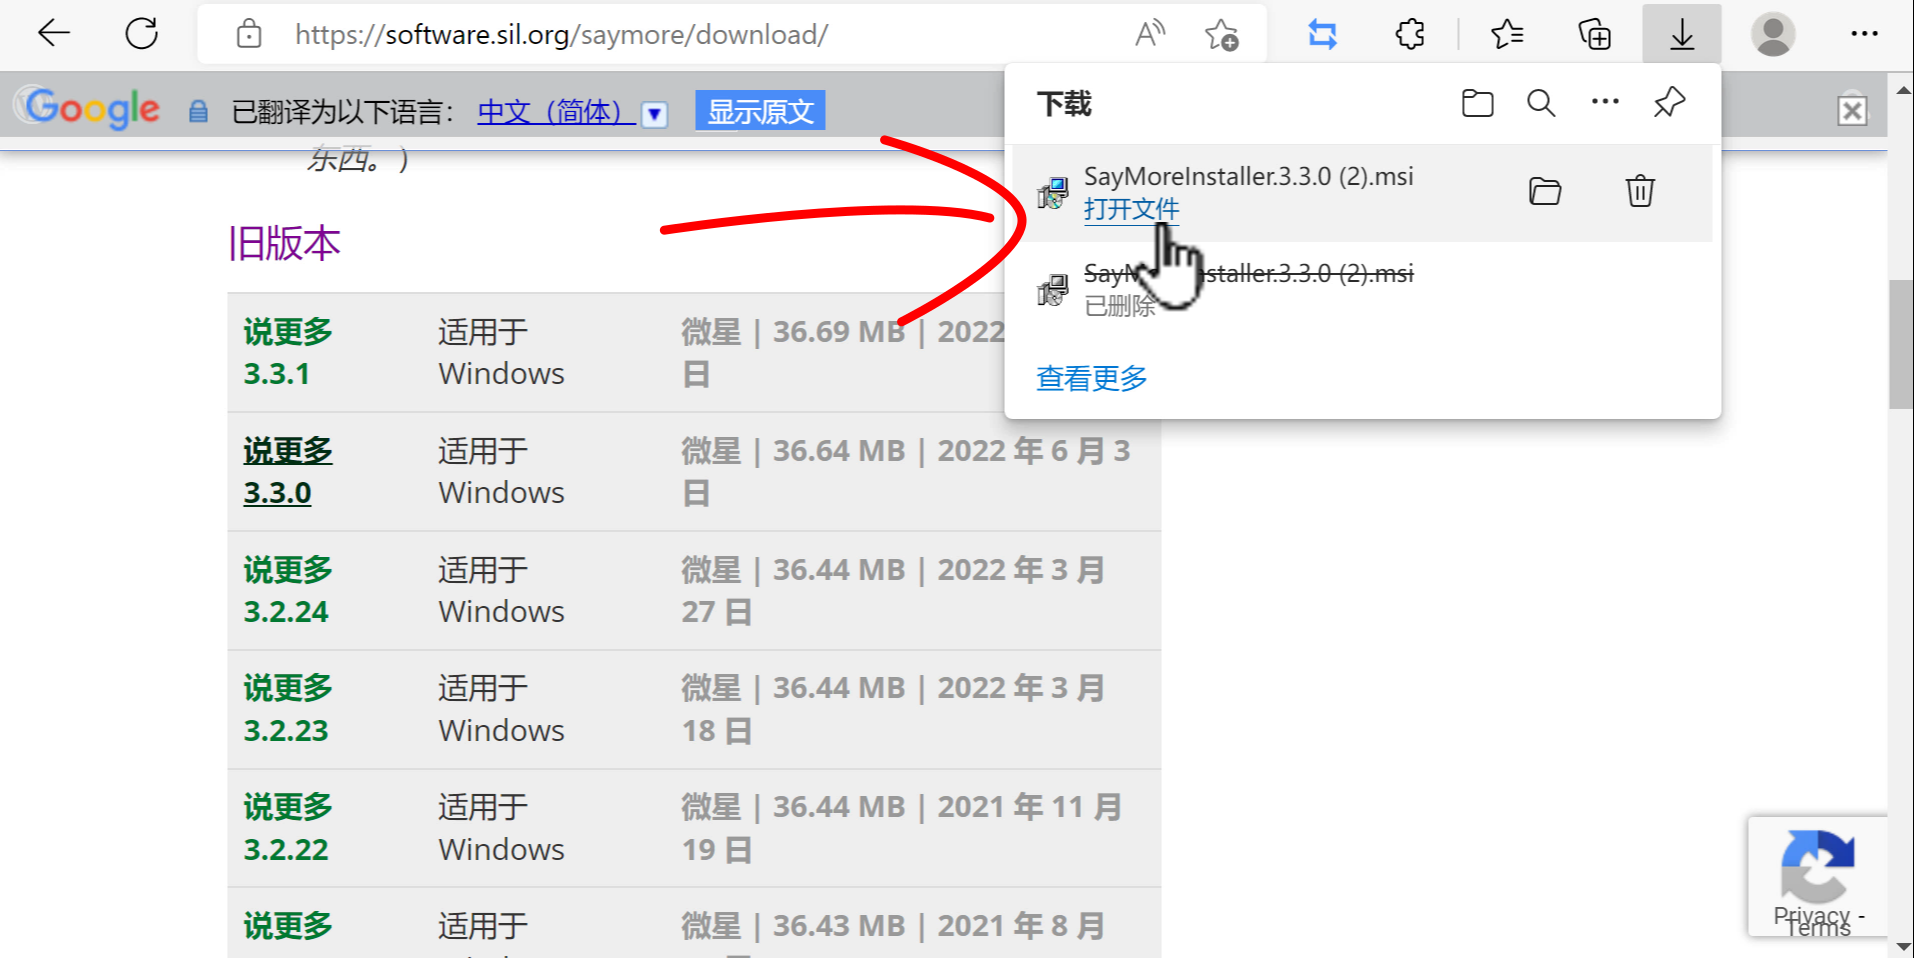 https://software.sil.org/saymore/download/
Google 已翻译为以下语言： 中文（简体） 显示原文
东西。）
旧版本
说更多 3.3.1
适用于 Windows
微星 | 36.69 MB | 2022
日
说更多 3.3.0
适用于 Windows
微星 | 36.64 MB | 2022 年 6 月 3
日
说更多 3.2.24
适用于 Windows
微星 | 36.44 MB | 2022 年 3 月
27 日
说更多 3.2.23
适用于 Windows
微星 | 36.44 MB | 2022 年 3 月
18 日
说更多 3.2.22
适用于 Windows
微星 | 36.44 MB | 2021 年 11 月
19 日
说更多
适用于
微星 | 36.43 MB | 2021 年 8 月
下载
SayMoreInstaller.3.3.0 (2).msi
打开文件
SayMoreInstaller.3.3.0 (2).msi
已删除
查看更多
Privacy -
Terms